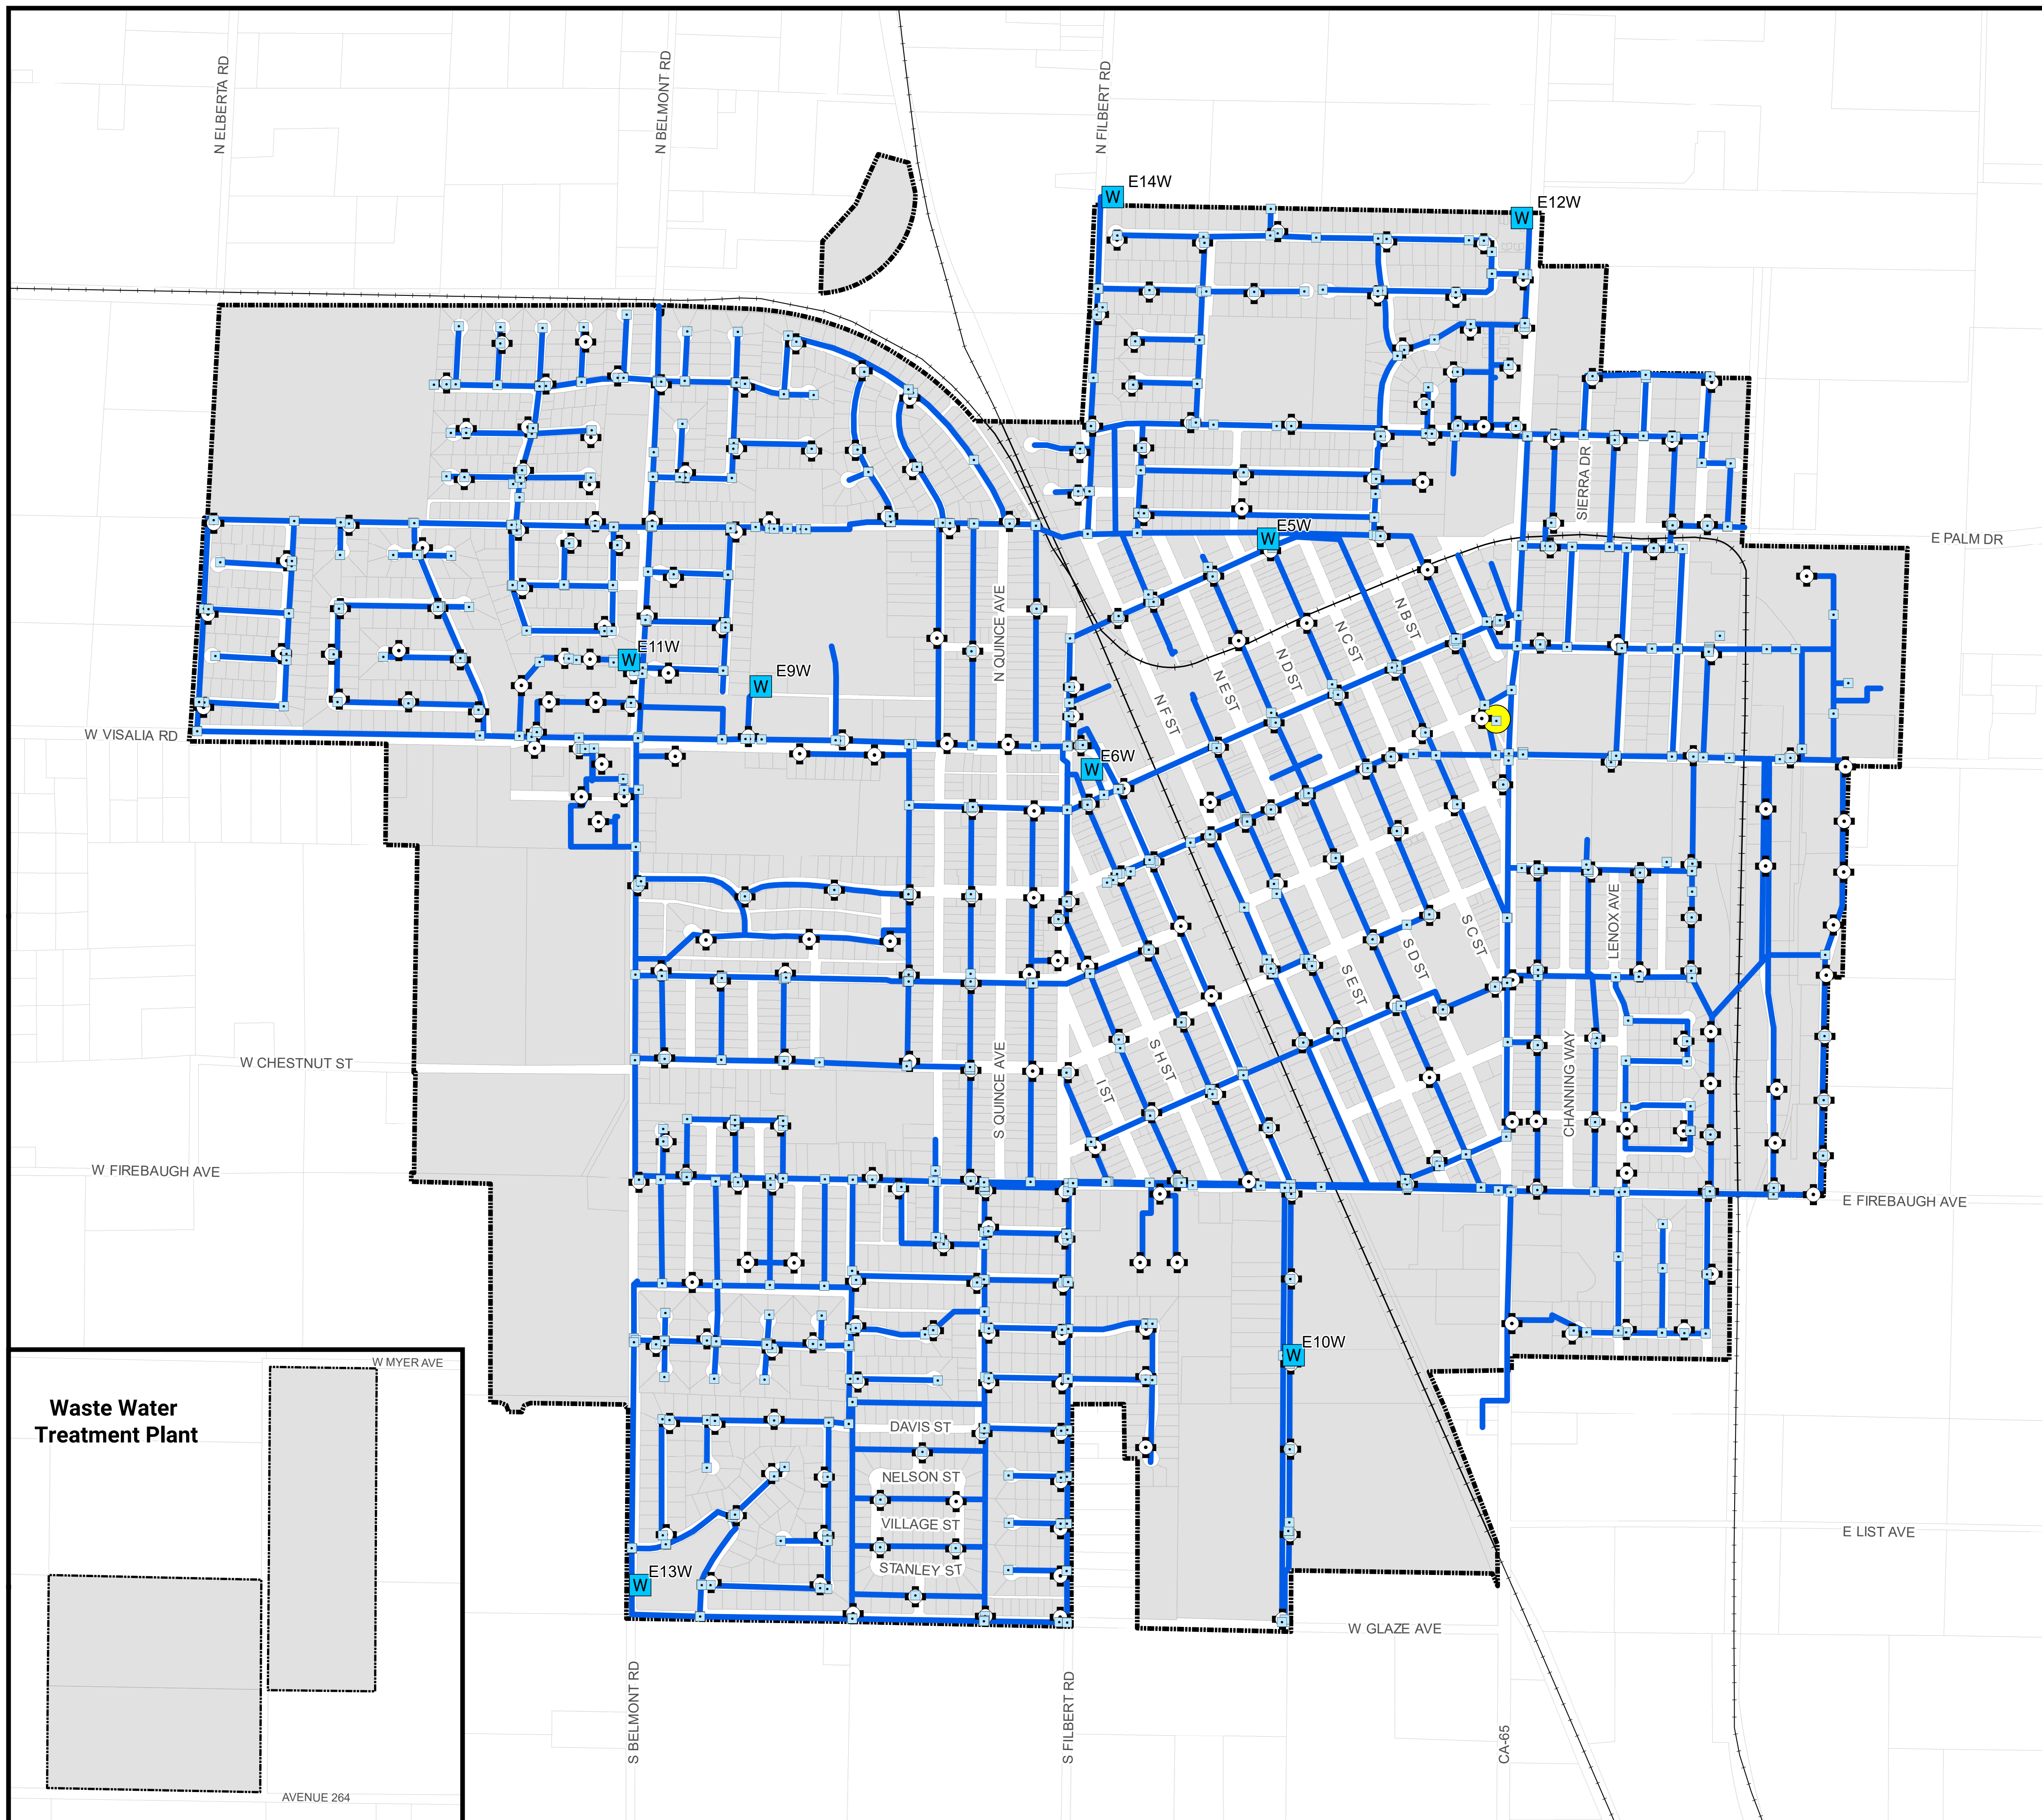 N ELBERTA RD
N BELMONT RD
N FILBERT RD
E14W
E12W
SIERRA DR
E5W
E PALM DR
N QUINCE AVE
N B ST
N C ST
N D ST
N E ST
N F ST
E11W
E9W
W VISALIA RD
E6W
LENOX AVE
S C ST
S D ST
S E ST
W CHESTNUT ST
S QUINCE AVE
S H ST
I ST
CHANNING WAY
W FIREBAUGH AVE
E FIREBAUGH AVE
E10W
W MYER AVE
Waste Water
Treatment Plant
DAVIS ST
NELSON ST
VILLAGE ST
STANLEY ST
E LIST AVE
E13W
W GLAZE AVE
S BELMONT RD
S FILBERT RD
CA-65
AVENUE 264
W
W
W
W
W
W
W
W